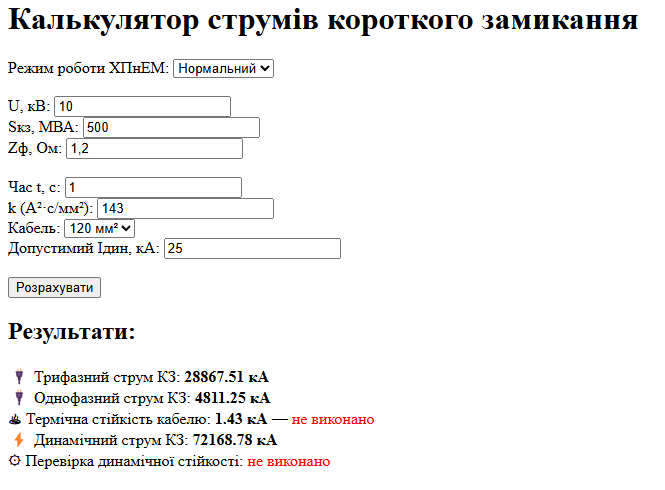 Калькулятор струмів короткого замикання
Режим роботи ХПнЕМ: Нормальний
U, кВ: 10
Sкз, МВА: 500
Zф, Ом: 1,2
Час t, с: 1
k (А²·с/мм²): 143
Кабель: 120 мм²
Допустимий Iдин, кА: 25
Розрахувати
Результати:
Трифазний струм КЗ: 28867.51 кА
Однофазний струм КЗ: 4811.25 кА
Термічна стійкість кабелю: 1.43 кА — не виконано
Динамічний струм КЗ: 72168.78 кА
Перевірка динамічної стійкості: не виконано